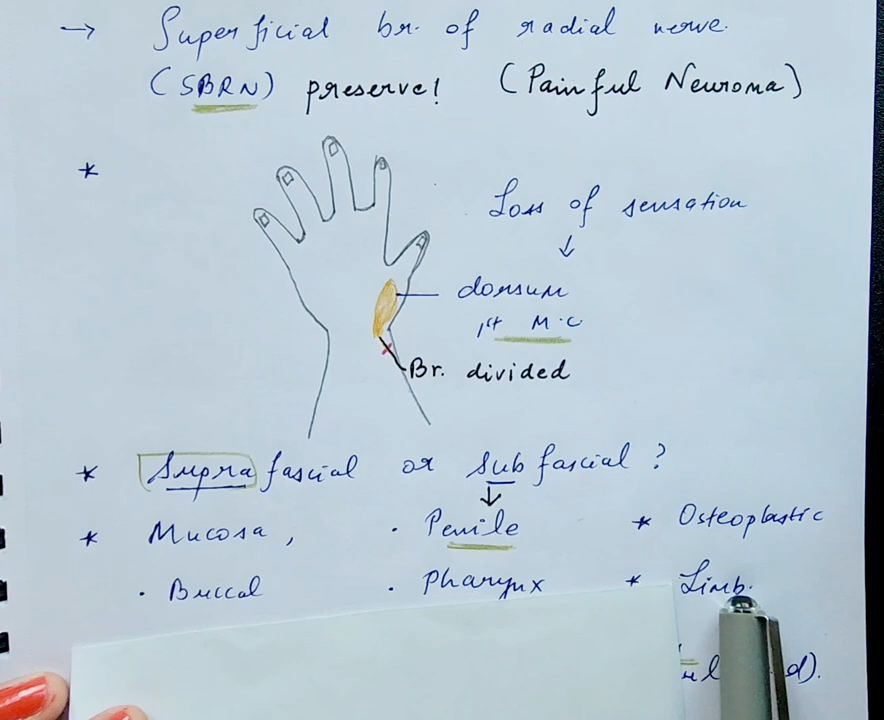 → Superficial br. of radial nerve.
(SBRN) preserve! (Painful Neuroma)
*
Loss of sensation
↓
dorsum
1st M.C.
Br. divided
* Suprafascial or Subfascial ?
↓
* Mucosa, · Penile * Osteoplastic
· Buccal · Pharynx * Limb.
d).